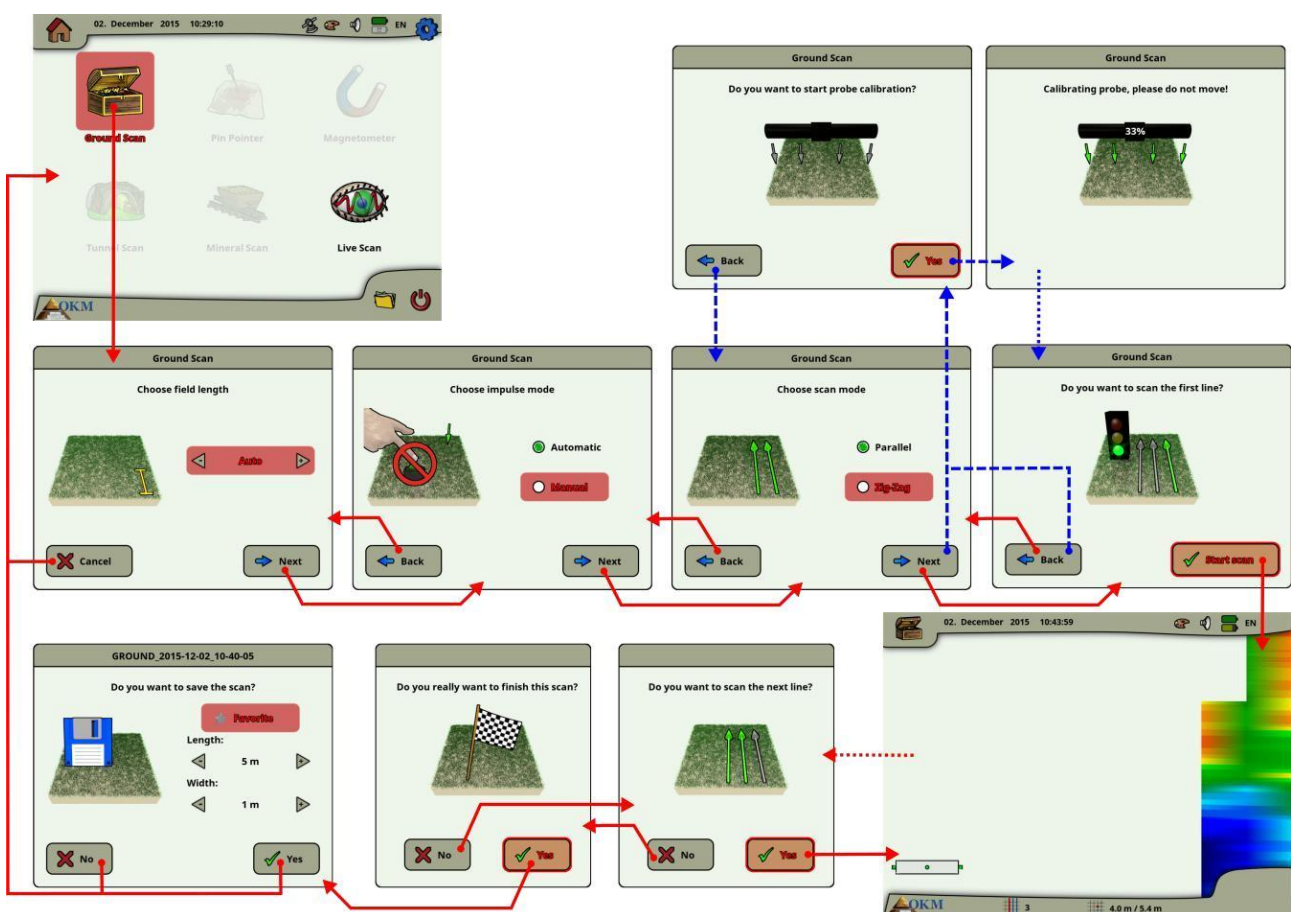 02. December 2015 10:29:10
EN
Ground Scan
Pin Pointer
Magnetometer
Tunnel Scan
Mineral Scan
Live Scan
OKM
Ground Scan
Do you want to start probe calibration?
Back
Yes
Ground Scan
Calibrating probe, please do not move!
33%
Ground Scan
Choose field length
Auto
Cancel
Next
Ground Scan
Choose impulse mode
Automatic
Manual
Back
Next
Ground Scan
Choose scan mode
Parallel
Zig-Zag
Back
Next
Ground Scan
Do you want to scan the first line?
Back
Start scan
GROUND_2015-12-02_10-40-05
Do you want to save the scan?
Favorite
Length:
5 m
Width:
1 m
No
Yes
Do you really want to finish this scan?
No
Yes
Do you want to scan the next line?
No
Yes
02. December 2015 10:43:59
EN
OKM
3
4.0 m / 5.4 m